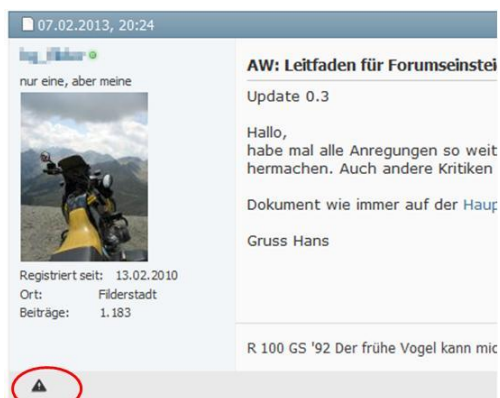 07.02.2013, 20:24
nur eine, aber meine
Registriert seit: 13.02.2010
Ort: Filderstadt
Beiträge: 1.183
AW: Leitfaden für Forumseinstei
Update 0.3
Hallo,
habe mal alle Anregungen so weit
hermachen. Auch andere Kritiken
Dokument wie immer auf der Haup
Gruss Hans
R 100 GS '92 Der frühe Vogel kann mic